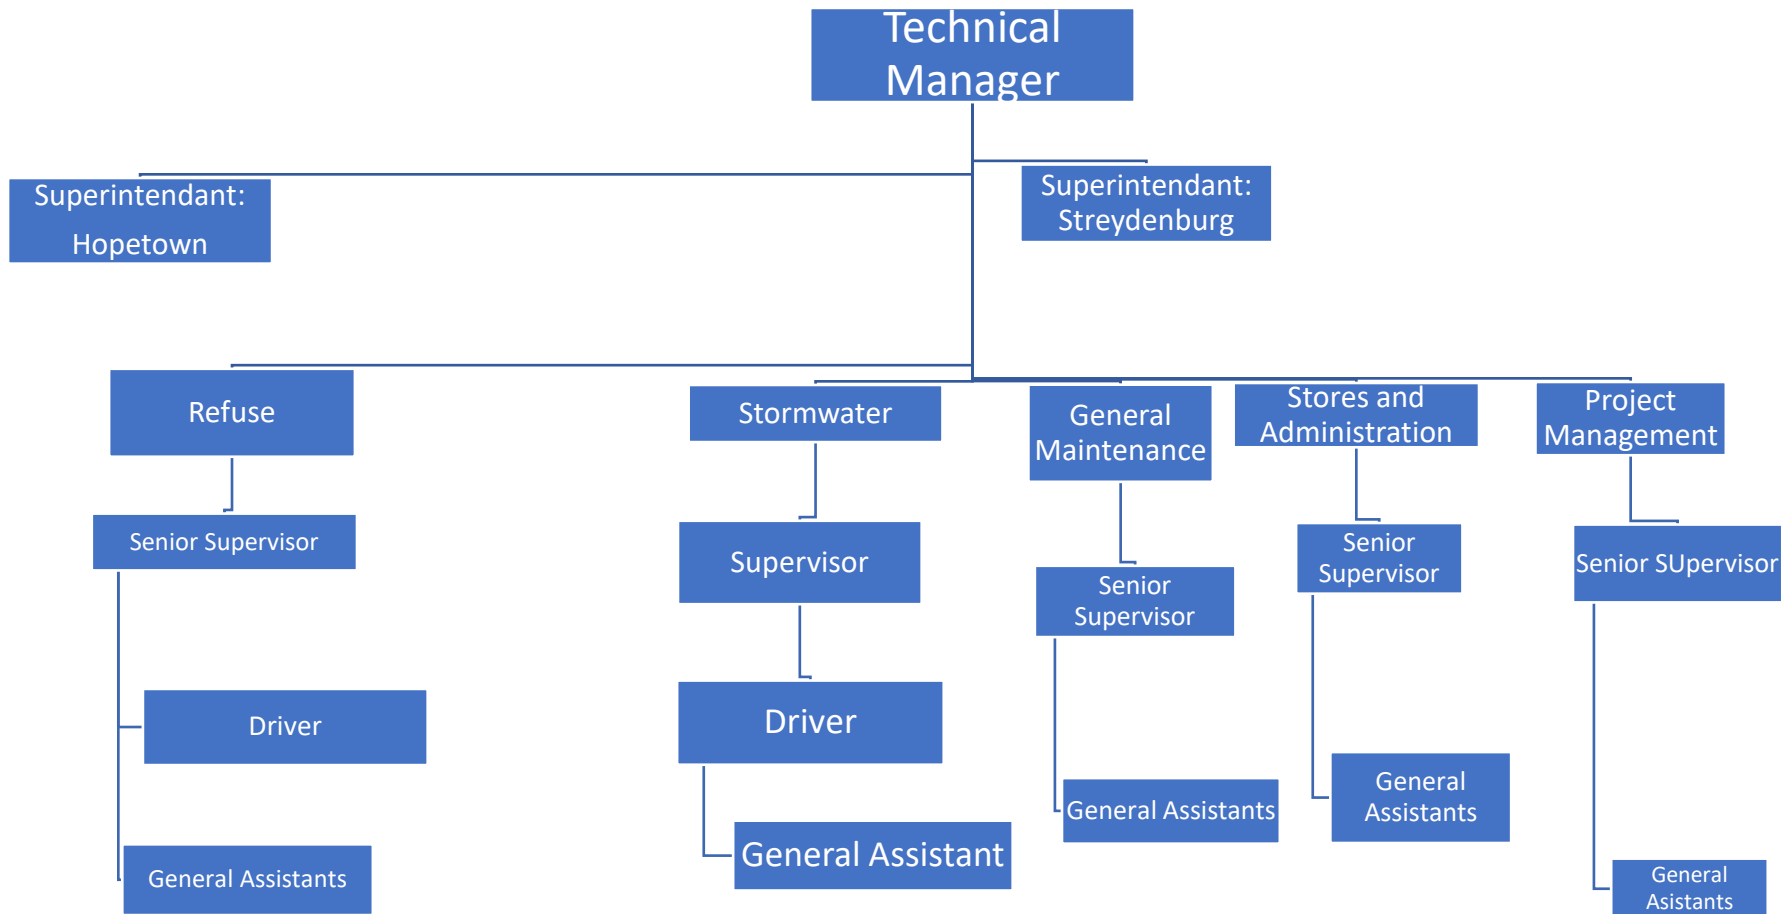 Technical
Manager
Superintendant:
Hopetown
Superintendant:
Streydenburg
Refuse
Stormwater
General
Maintenance
Stores and
Administration
Project
Management
Senior Supervisor
Supervisor
Senior
Supervisor
Senior
Supervisor
Senior SUpervisor
Driver
Driver
General Assistants
General Assistant
General Assistants
General
Assistants
General
Asistants